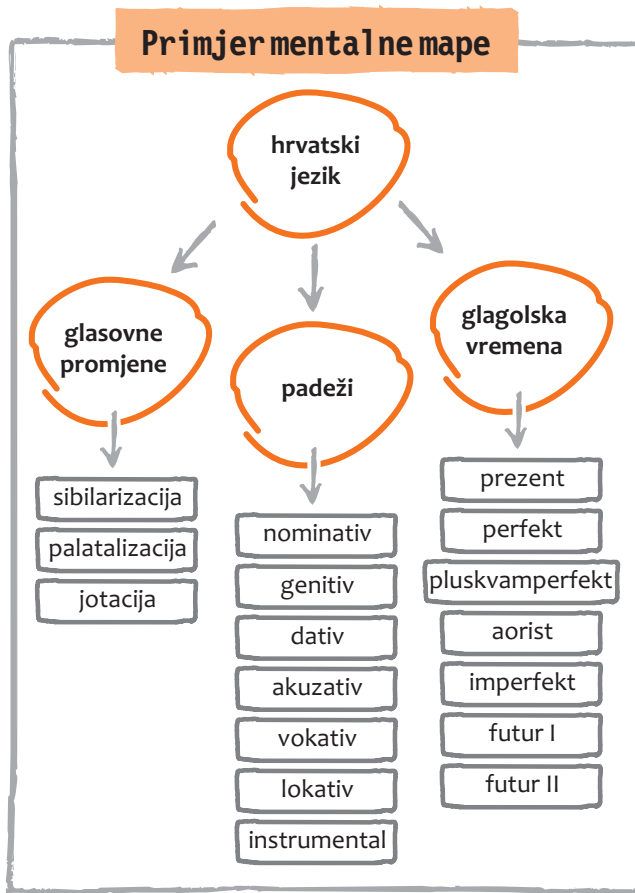 Primjer mentalne mape
hrvatski
jezik
glasovne
promjene
sibilarizacija
palatalizacija
jotacija
padeži
nominativ
genitiv
dativ
akuzativ
vokativ
lokativ
instrumental
glagolska
vremena
prezent
perfekt
pluskvamperfekt
aorist
imperfekt
futur I
futur II